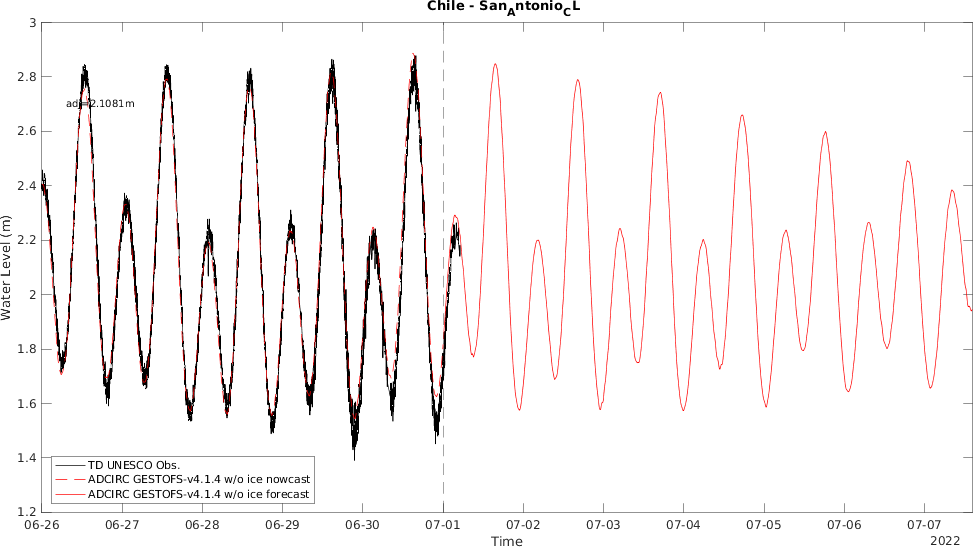 Chile - SanAntonioCL
3
2.8
adj=2.1081m
2.6
2.4
2.2
2
1.8
1.6
1.4
1.2
Water Level (m)
TD UNESCO Obs.
ADCIRC GESTOFS-v4.1.4 w/o ice nowcast
ADCIRC GESTOFS-v4.1.4 w/o ice forecast
06-26 06-27 06-28 06-29 06-30 07-01 07-02 07-03 07-04 07-05 07-06 07-07
Time
2022